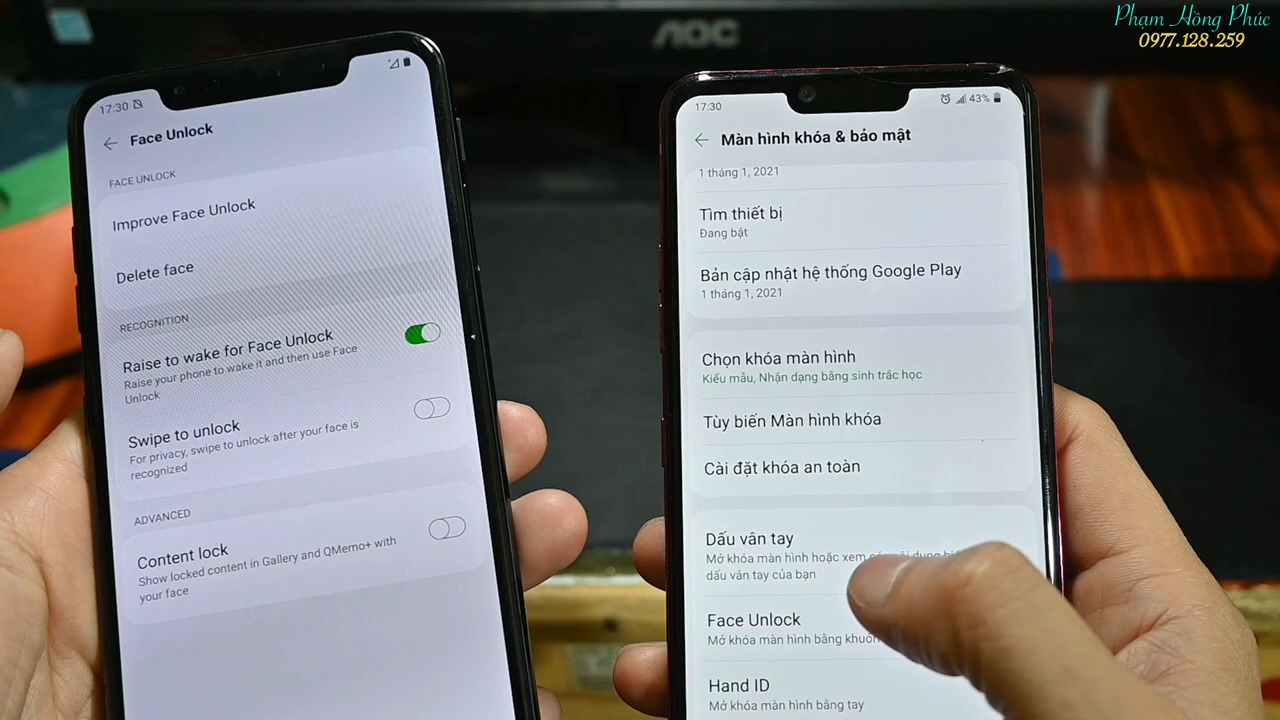 Phạm Hồng Phúc
0977.128.259
AOC
17:30
Face Unlock
FACE UNLOCK
Improve Face Unlock
Delete face
RECOGNITION
Raise to wake for Face Unlock
Raise your phone to wake it and then use Face
Unlock
Swipe to unlock
For privacy, swipe to unlock after your face is
recognized
ADVANCED
Content lock
Show locked content in Gallery and QMemo+ with
your face
17:30
43%
Màn hình khóa & bảo mật
1 tháng 1, 2021
Tìm thiết bị
Đang bật
Bản cập nhật hệ thống Google Play
1 tháng 1, 2021
Chọn khóa màn hình
Kiểu mẫu, Nhận dạng bằng sinh trắc học
Tùy biến Màn hình khóa
Cài đặt khóa an toàn
Dấu vân tay
Mở khóa màn hình hoặc xem
dấu vân tay của bạn
Face Unlock
Mở khóa màn hình bằng
Hand ID
Mở khóa màn hình bằng tay